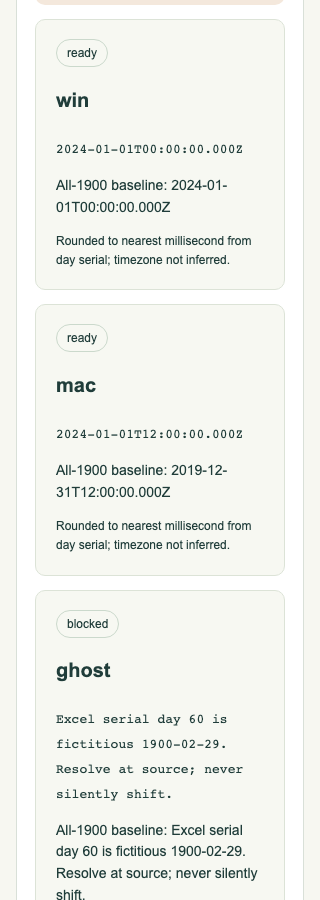 ready
win
2024-01-01T00:00:00.000Z
All-1900 baseline: 2024-01-
01T00:00:00.000Z
Rounded to nearest millisecond from
day serial; timezone not inferred.
ready
mac
2024-01-01T12:00:00.000Z
All-1900 baseline: 2019-12-
31T12:00:00.000Z
Rounded to nearest millisecond from
day serial; timezone not inferred.
blocked
ghost
Excel serial day 60 is
fictitious 1900-02-29.
Resolve at source; never
silently shift.
All-1900 baseline: Excel serial
day 60 is fictitious 1900-02-29.
Resolve at source; never silently
shift.